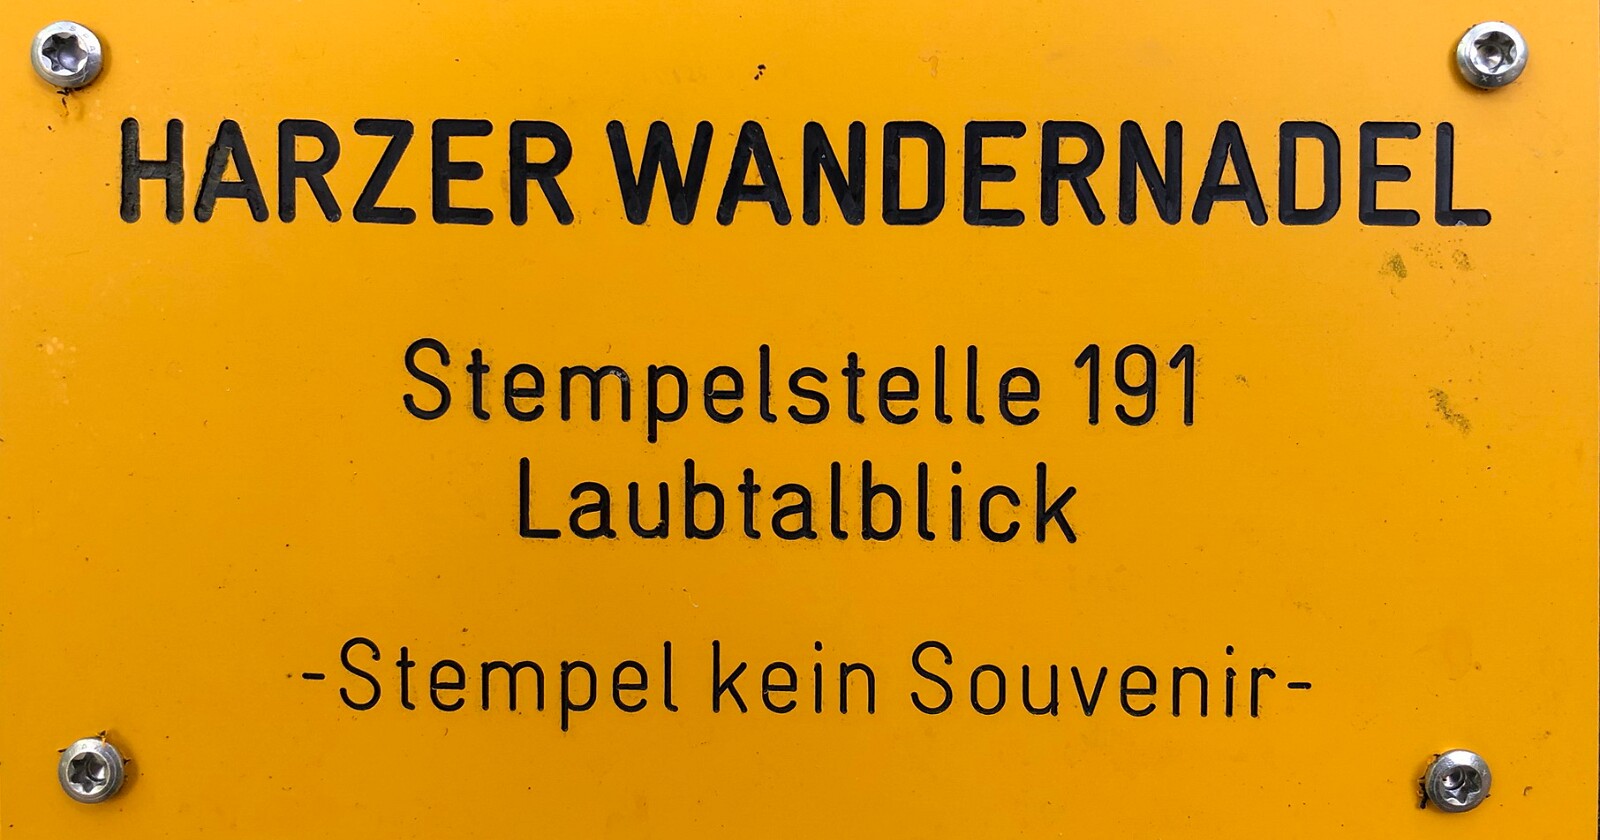 HARZER WANDERNADEL
Stempelstelle 191
Laubtalblick
-Stempel kein Souvenir-